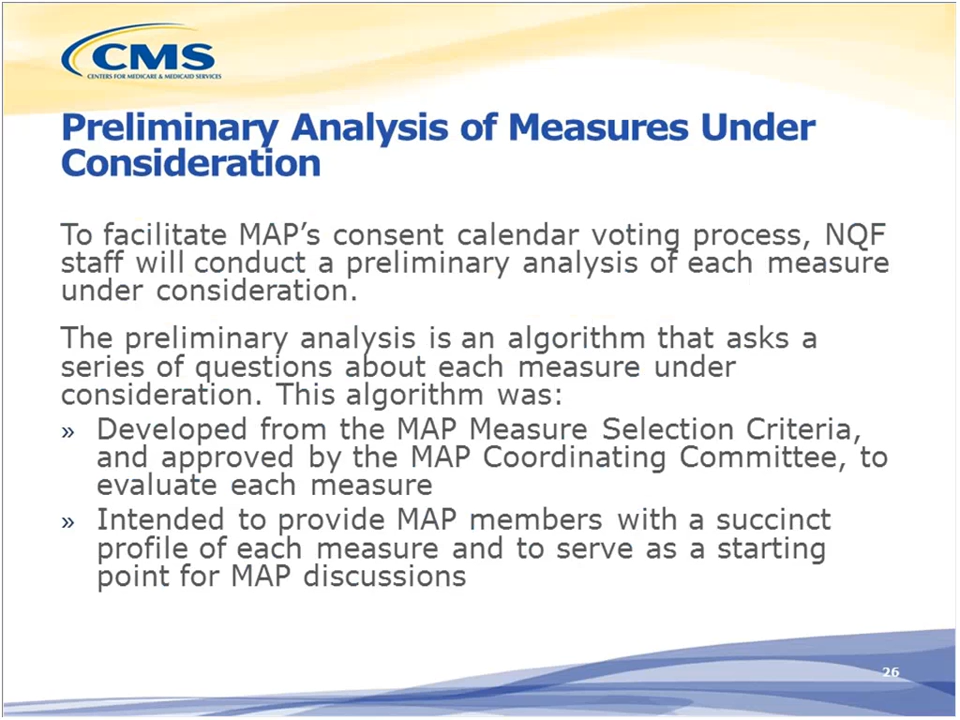 CMS
CENTERS FOR MEDICARE & MEDICAID SERVICES
Preliminary Analysis of Measures Under
Consideration
To facilitate MAP’s consent calendar voting process, NQF
staff will conduct a preliminary analysis of each measure
under consideration.
The preliminary analysis is an algorithm that asks a
series of questions about each measure under
consideration. This algorithm was:
» Developed from the MAP Measure Selection Criteria,
and approved by the MAP Coordinating Committee, to
evaluate each measure
» Intended to provide MAP members with a succinct
profile of each measure and to serve as a starting
point for MAP discussions
26